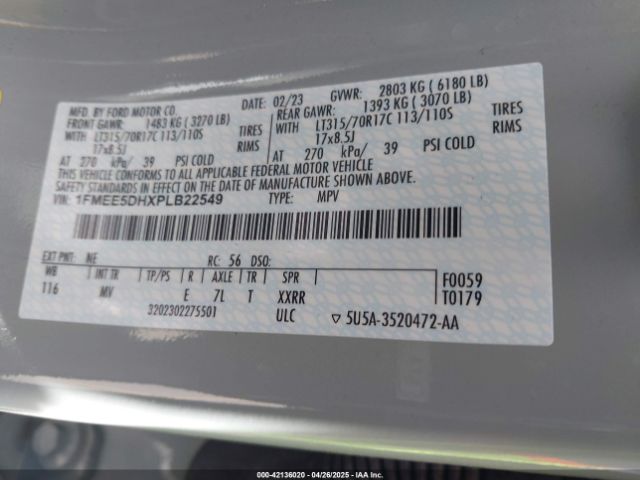 MFD. BY FORD MOTOR CO. DATE: 02/23 GVWR: 2803 KG ( 6180 LB)
FRONT GAWR: 1483 KG ( 3270 LB) REAR GAWR: 1393 KG ( 3070 LB)
WITH LT315/70R17C 113/110S TIRES WITH LT315/70R17C 113/110S TIRES
17x8.5J RIMS 17x8.5J RIMS
AT 270 kPa/ 39 PSI COLD AT 270 kPa/ 39 PSI COLD
THIS VEHICLE CONFORMS TO ALL APPLICABLE FEDERAL MOTOR VEHICLE
SAFETY STANDARDS IN EFFECT ON THE DATE OF MANUFACTURE SHOWN ABOVE.
VIN: 1FMEE5DHXPLB22549 TYPE: MPV
EXT PNT: NE RC: 56 DSO:
WB INT TR TP/PS R AXLE TR SPR F0059
116 MV E 7L T XXRR T0179
3202302275501 ULC ▽ 5U5A-3520472-AA
000-42136020 | 04/26/2025 | IAAI.COM